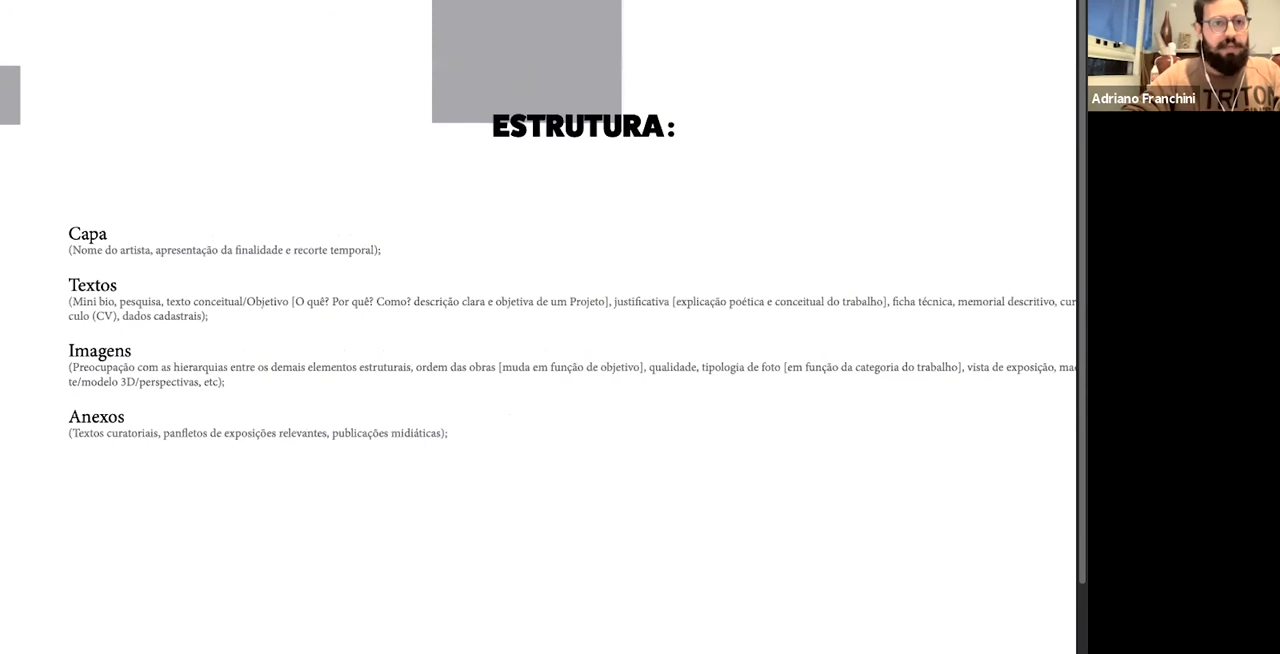 ESTRUTURA:
Adriano Franchini
Capa
(Nome do artista, apresentação da finalidade e recorte temporal);
Textos
(Mini bio, pesquisa, texto conceitual/Objetivo [O quê? Por quê? Como? descrição clara e objetiva de um Projeto], justificativa [explicação poética e conceitual do trabalho], ficha técnica, memorial descritivo, cur
culo (CV), dados cadastrais);
Imagens
(Preocupação com as hierarquias entre os demais elementos estruturais, ordem das obras [muda em função de objetivo], qualidade, tipologia de foto [em função da categoria do trabalho], vista de exposição, ma
te/modelo 3D/perspectivas, etc);
Anexos
(Textos curatoriais, panfletos de exposições relevantes, publicações midiáticas);